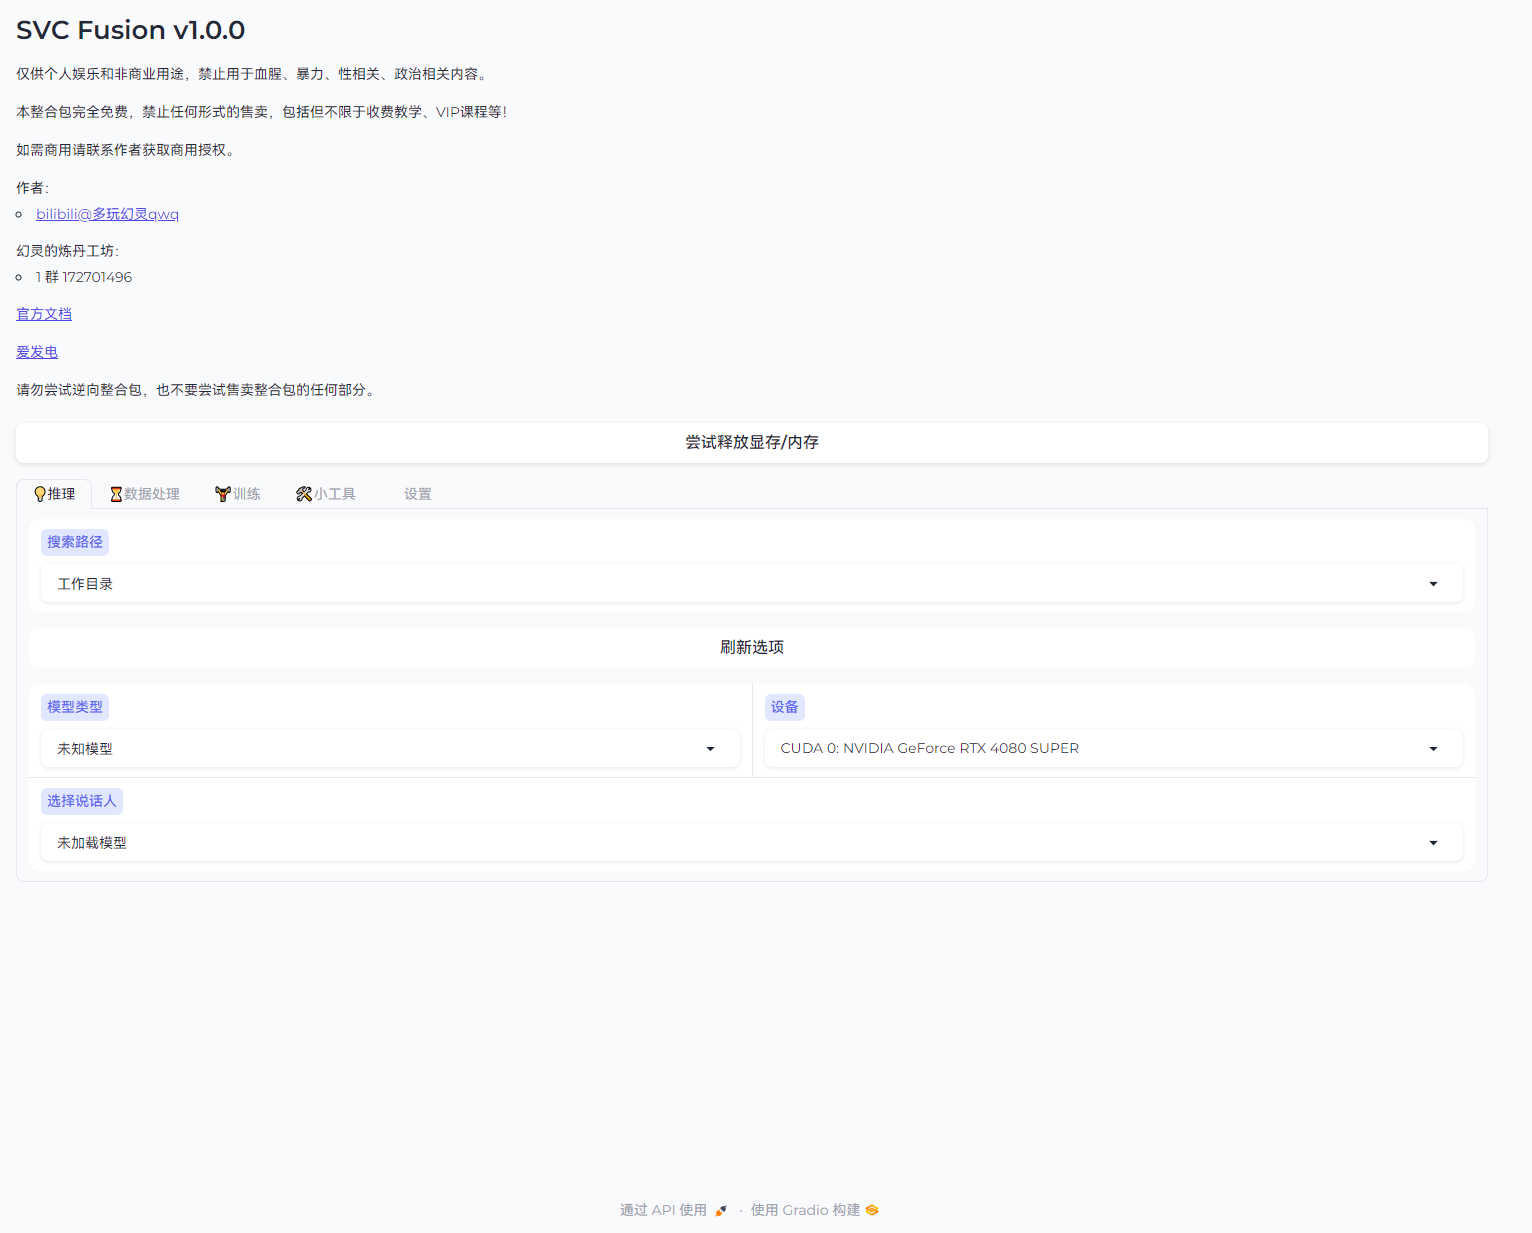 SVC Fusion v1.0.0
仅供个人娱乐和非商业用途，禁止用于血腥、暴力、性相关、政治相关内容。
本整合包完全免费，禁止任何形式的售卖，包括但不限于收费教学、VIP课程等！
如需商用请联系作者获取商用授权。
作者：
bilibili@多玩幻灵qwq
幻灵的炼丹工坊：
1 群 172701496
官方文档
爱发电
请勿尝试逆向整合包，也不要尝试售卖整合包的任何部分。
尝试释放显存/内存
推理 数据处理 训练 小工具 设置
搜索路径
工作目录
刷新选项
模型类型 设备
未知模型 CUDA 0: NVIDIA GeForce RTX 4080 SUPER
选择说话人
未加载模型
通过 API 使用 · 使用 Gradio 构建